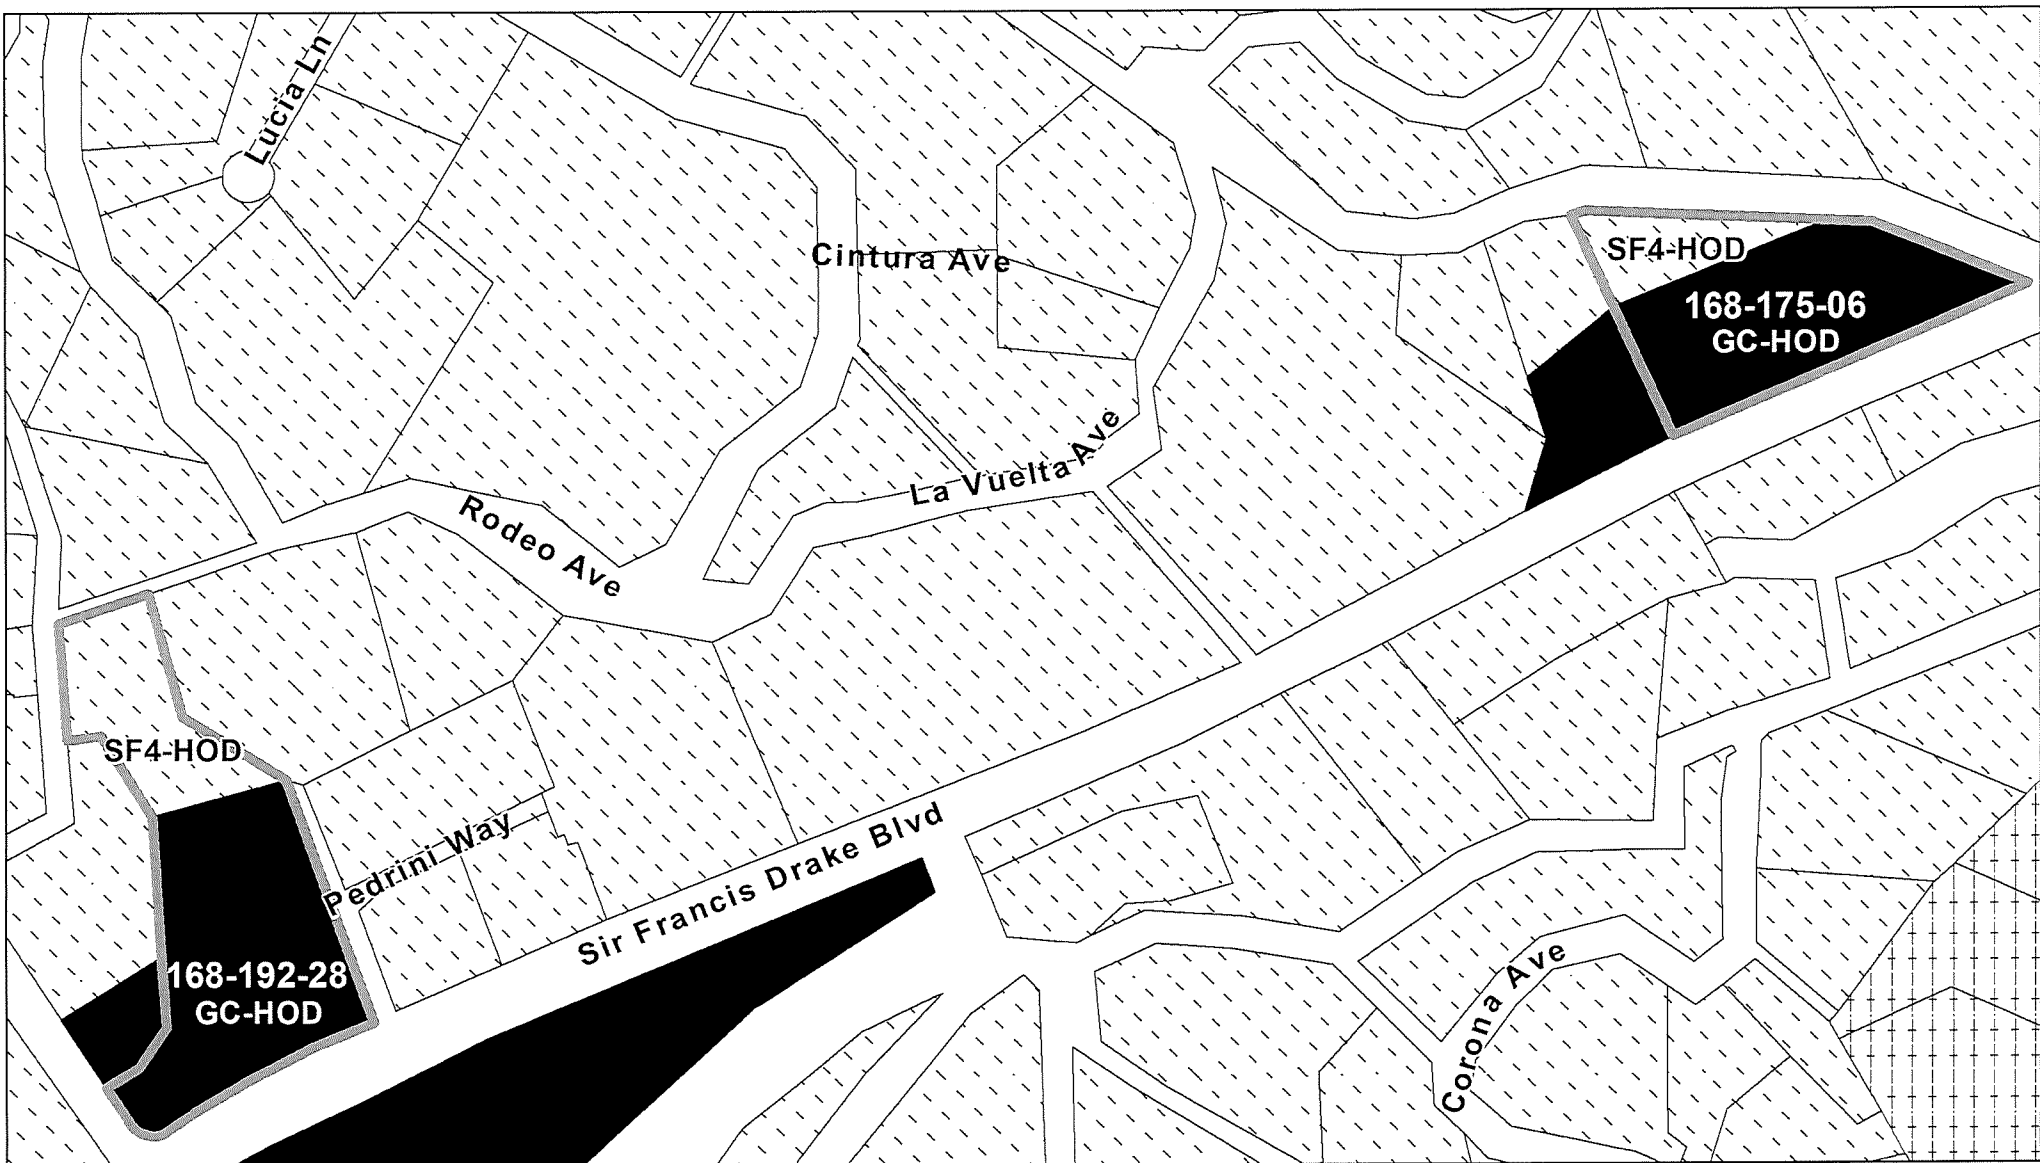 Lucia Ln
Cintura Ave
SF4-HOD
168-175-06
GC-HOD
La Vuelta Ave
Rodeo Ave
SF4-HOD
Pedrini Way
Sir Francis Drake Blvd
168-192-28
GC-HOD
Corona Ave